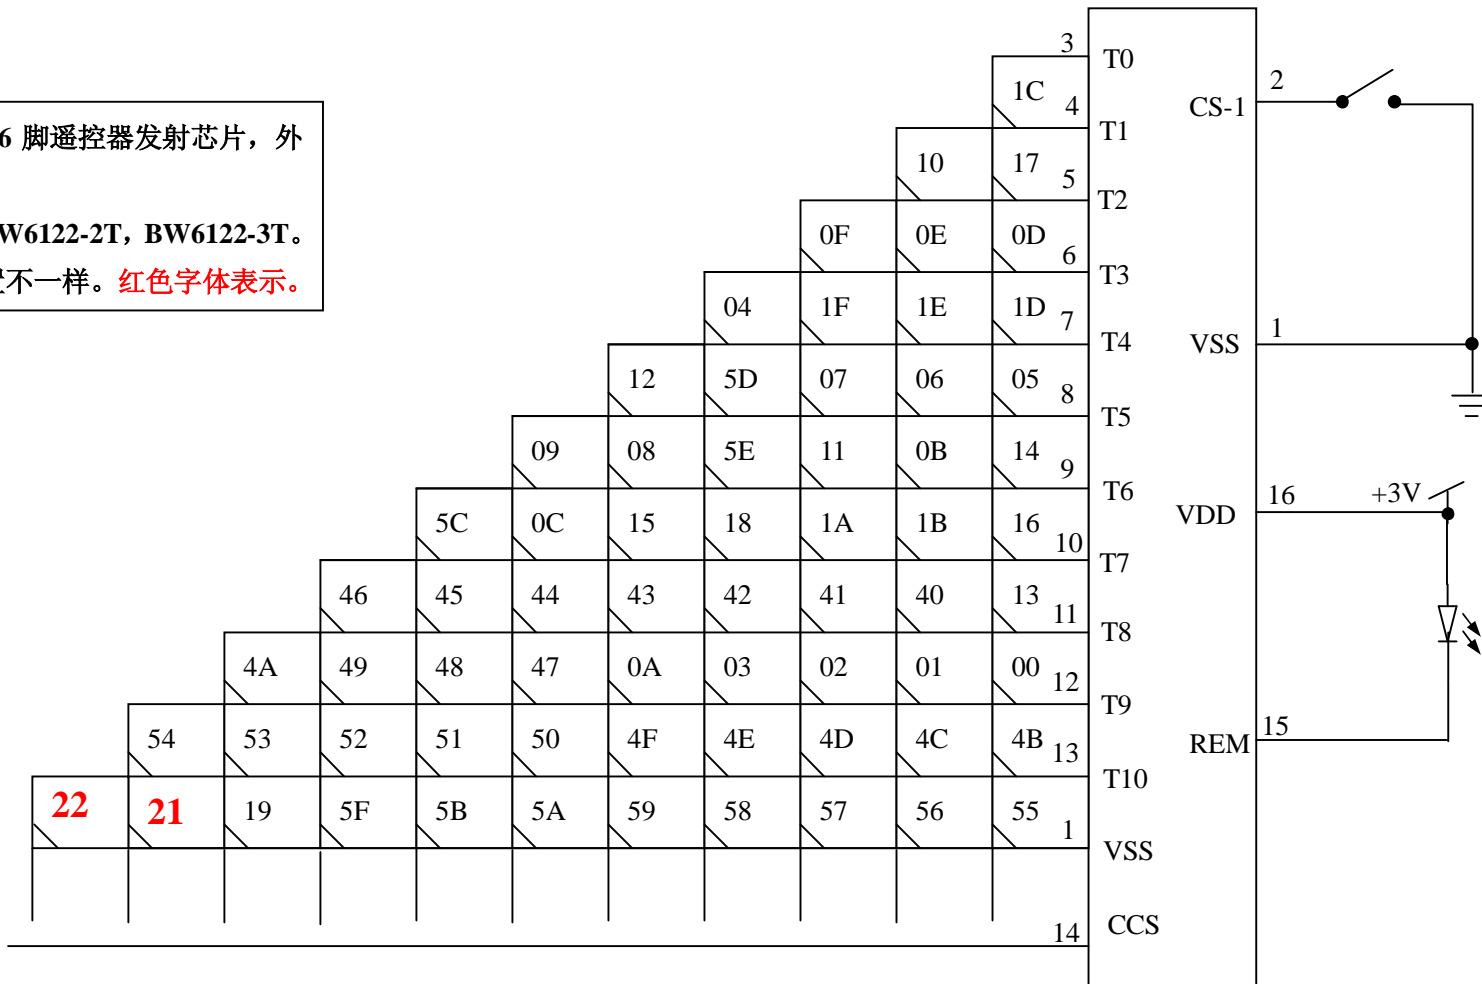 6 脚遥控器发射芯片，外
W6122-2T，BW6122-3T。
不一样。红色字体表示。
3 T0
1C 4 T1
10 17 5 T2
0F 0E 0D 6 T3
04 1F 1E 1D 7 T4
12 5D 07 06 05 8 T5
09 08 5E 11 0B 14 9 T6
5C 0C 15 18 1A 1B 16 10 T7
46 45 44 43 42 41 40 13 11 T8
4A 49 48 47 0A 03 02 01 00 12 T9
54 53 52 51 50 4F 4E 4D 4C 4B 13 T10
22 21 19 5F 5B 5A 59 58 57 56 55 1 VSS
14 CCS
CS-1 2
VSS 1
VDD 16 +3V
REM 15